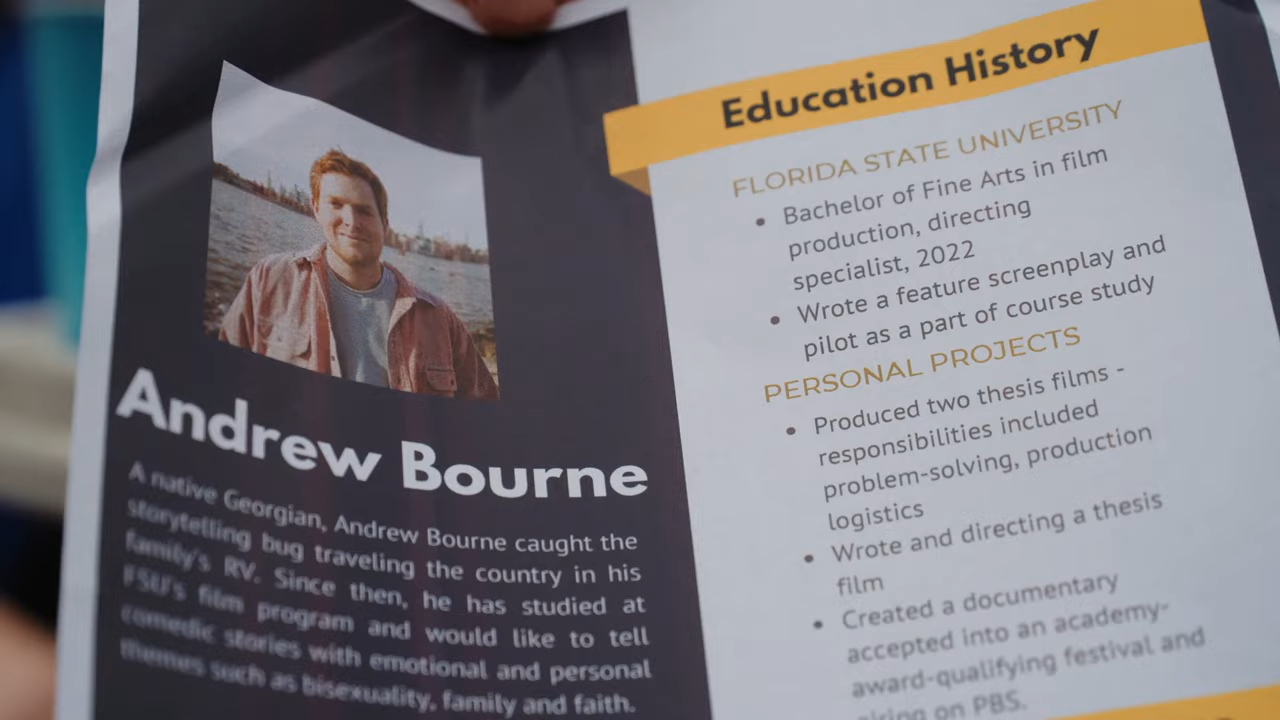 Andrew Bourne
A native Georgian, Andrew Bourne caught the
storytelling bug traveling the country in his
family's RV. Since then, he has studied at
FSU's film program and would like to tell
comedic stories with emotional and personal
themes such as bisexuality, family and faith.
Education History
FLORIDA STATE UNIVERSITY
• Bachelor of Fine Arts in film
production, directing
specialist, 2022
• Wrote a feature screenplay and
pilot as a part of course study
PERSONAL PROJECTS
• Produced two thesis films -
responsibilities included
problem-solving, production
logistics
• Wrote and directing a thesis
film
• Created a documentary
accepted into an academy-
award-qualifying festival and
airing on PBS.